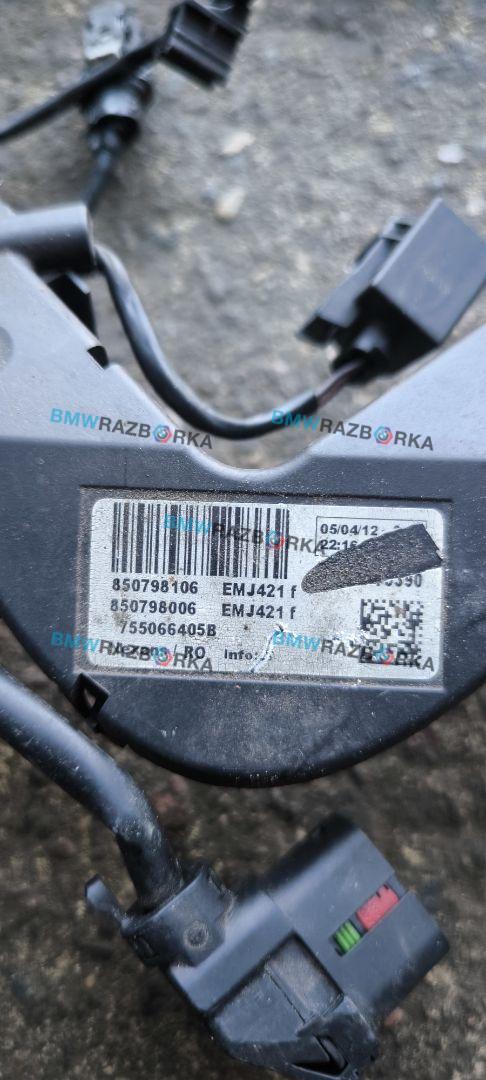 BMWRAZBORKA BMWRAZBORKA
BMWRAZBORKA
05/04/12
22:16
850798106 EMJ421 f
850798006 EMJ421 f
755066405B
/ RO Info:
BMWRAZBORKA BMWRAZBORKA